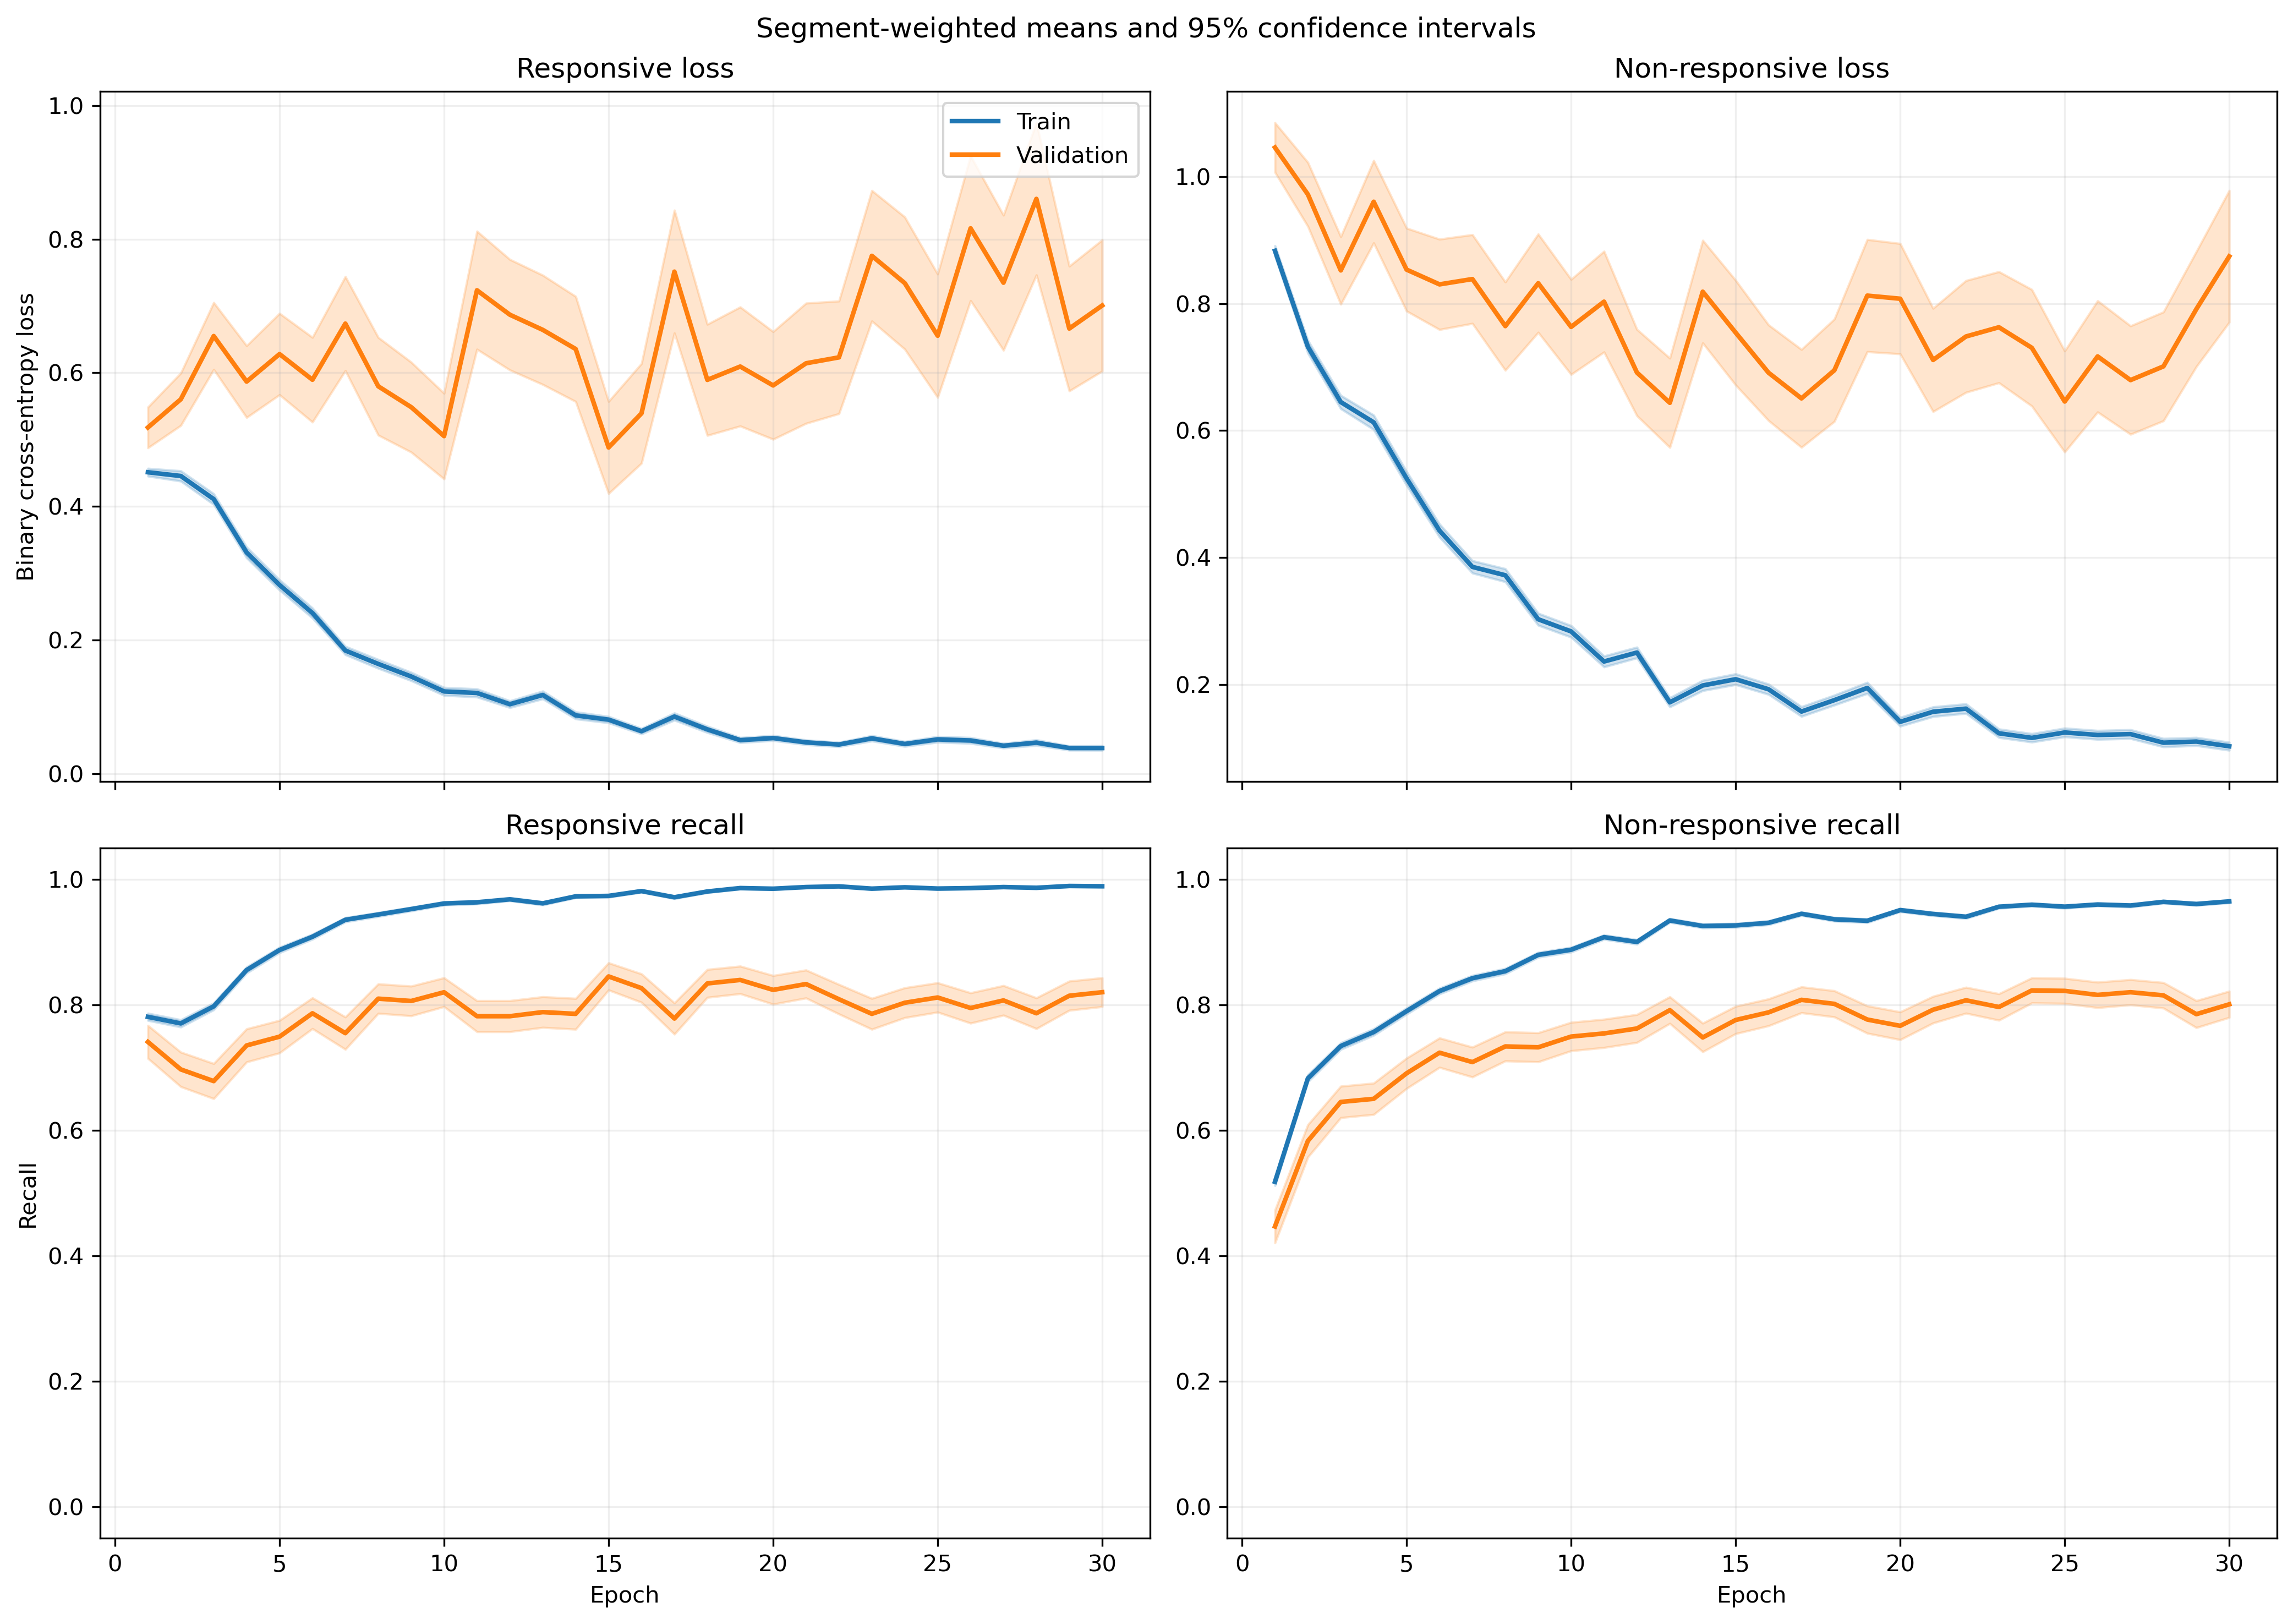 Segment-weighted means and 95% confidence intervals
Responsive loss
Non-responsive loss
Train
Validation
Binary cross-entropy loss
1.0
0.8
0.6
0.4
0.2
0.0
1.0
0.8
0.6
0.4
0.2
Responsive recall
Non-responsive recall
Recall
1.0
0.8
0.6
0.4
0.2
0.0
0 5 10 15 20 25 30
Epoch
1.0
0.8
0.6
0.4
0.2
0.0
0 5 10 15 20 25 30
Epoch